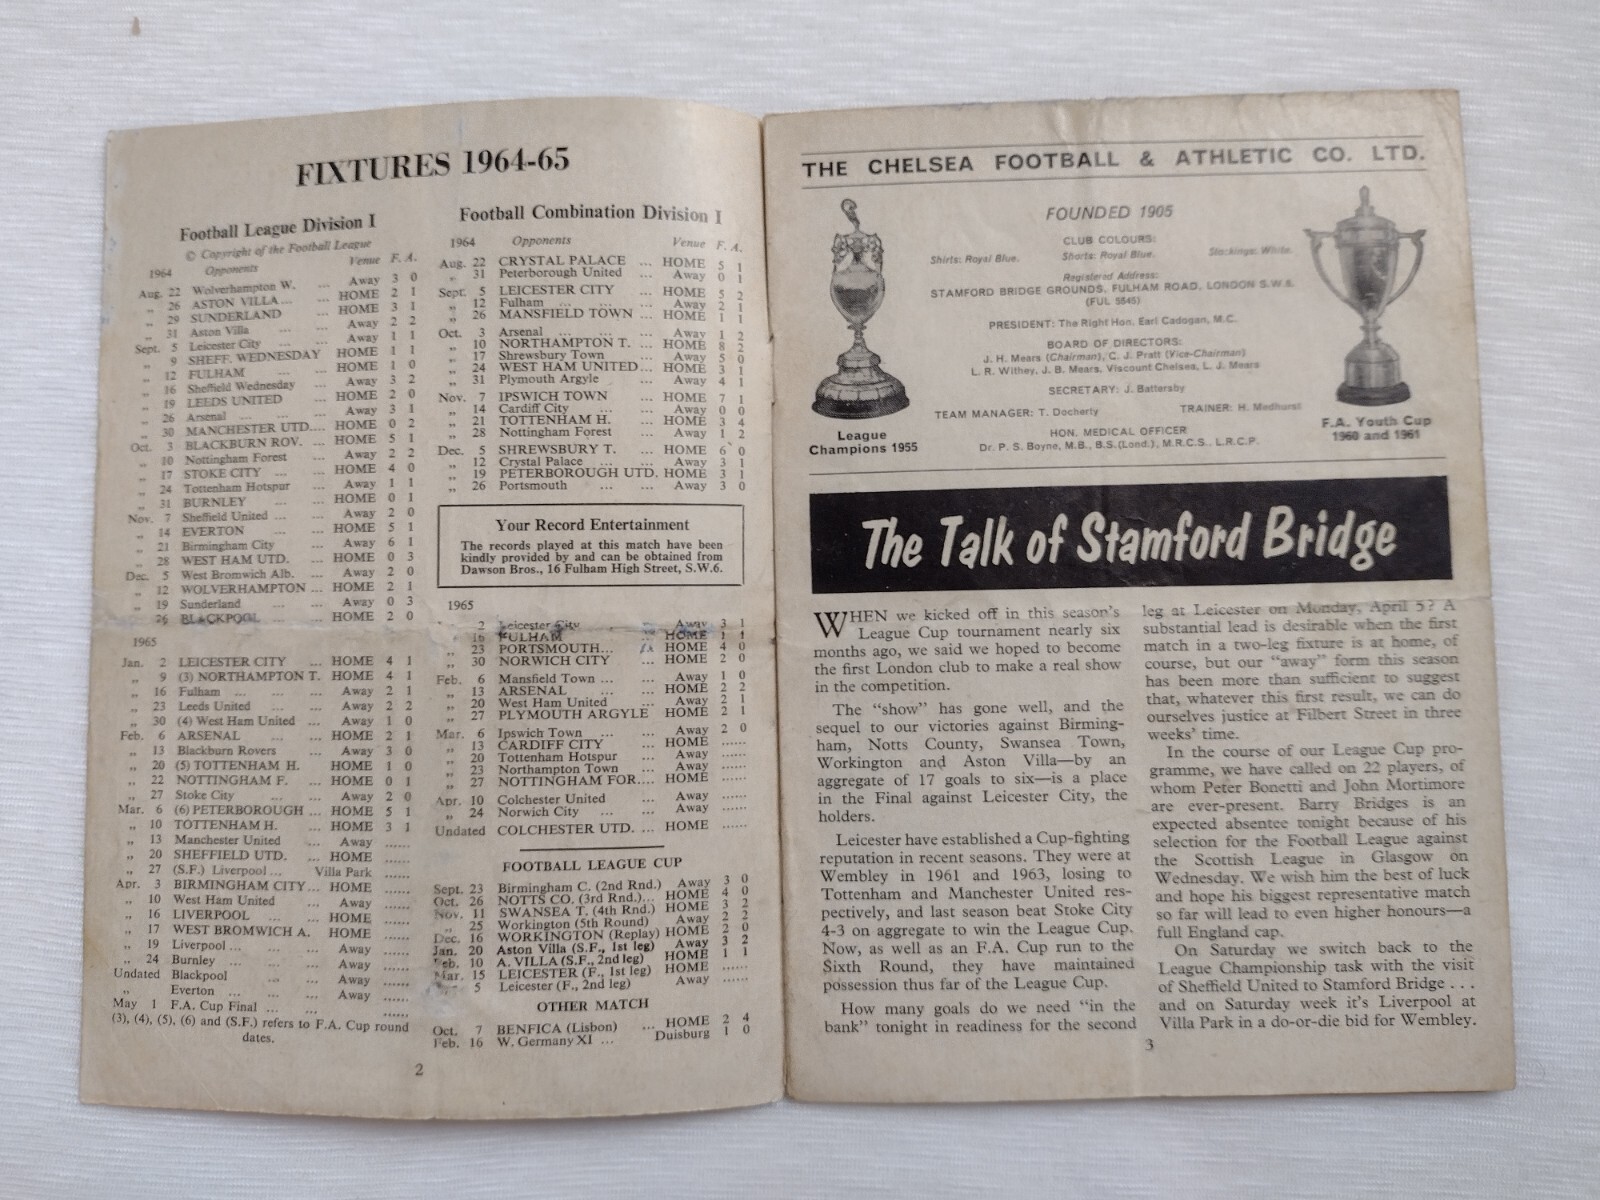 FIXTURES 1964-65
Football League Division I
© Copyright of the Football League
1964 Opponents Venue F. A.
Aug. 22 Wolverhampton W. ... Away 3 0
„ 26 ASTON VILLA ... HOME 2 1
„ 29 SUNDERLAND ... HOME 3 1
„ 31 Aston Villa ... ... Away 2 2
Sept. 5 Leicester City ... Away 1 1
„ 9 SHEFF. WEDNESDAY HOME 1 1
„ 12 FULHAM ... ... HOME 1 0
„ 16 Sheffield Wednesday Away 3 2
„ 19 LEEDS UNITED ... HOME 2 0
„ 26 Arsenal ... ... ... Away 3 1
„ 30 MANCHESTER UTD.... HOME 0 2
Oct. 3 BLACKBURN ROV. ... HOME 5 1
„ 10 Nottingham Forest ... Away 2 2
„ 17 STOKE CITY ... ... HOME 4 0
„ 24 Tottenham Hotspur ... Away 1 1
„ 31 BURNLEY ... ... HOME 0 1
Nov. 7 Sheffield United ... ... Away 2 0
„ 14 EVERTON ... ... HOME 5 1
„ 21 Birmingham City ... Away 6 1
„ 28 WEST HAM UTD. ... HOME 0 3
Dec. 5 West Bromwich Alb. ... Away 2 0
„ 12 WOLVERHAMPTON ... HOME 2 1
„ 19 Sunderland ... ... Away 0 3
„ 26 BLACKPOOL ... ... HOME 2 0
1965
Jan. 2 LEICESTER CITY ... HOME 4 1
„ 9 (3) NORTHAMPTON T. HOME 4 1
„ 16 Fulham ... ... ... Away 2 1
„ 23 Leeds United ... ... Away 2 2
„ 30 (4) West Ham United ... Away 1 0
Feb. 6 ARSENAL ... ... HOME 2 1
„ 13 Blackburn Rovers ... Away 3 0
„ 20 (5) TOTTENHAM H. HOME 1 0
„ 22 NOTTINGHAM F. ... HOME 0 1
„ 27 Stoke City ... ... Away 2 0
Mar. 6 (6) PETERBOROUGH ... HOME 5 1
„ 10 TOTTENHAM H. ... HOME 3 1
„ 13 Manchester United ... Away ......
„ 20 SHEFFIELD UTD. ... HOME ......
„ 27 (S.F.) Liverpool ... Villa Park ......
Apr. 3 BIRMINGHAM CITY ... HOME ......
„ 10 West Ham United ... Away ......
„ 16 LIVERPOOL ... ... HOME ......
„ 17 WEST BROMWICH A. HOME ......
„ 19 Liverpool ... ... ... Away ......
„ 24 Burnley ... ... ... Away ......
Undated Blackpool ... ... Away ......
„ Everton ... ... ... Away ......
May 1 F.A. Cup Final ... ... ......
(3), (4), (5), (6) and (S.F.) refers to F.A. Cup round
dates.
2
Football Combination Division I
1964 Opponents Venue F. A.
Aug. 22 CRYSTAL PALACE ... HOME 5 1
„ 31 Peterborough United ... Away 0 1
Sept. 5 LEICESTER CITY ... HOME 5 2
„ 12 Fulham ... ... ... Away 2 1
„ 26 MANSFIELD TOWN ... HOME 1 1
Oct. 3 Arsenal ... ... ... Away 1 2
„ 10 NORTHAMPTON T. ... HOME 8 2
„ 17 Shrewsbury Town ... Away 5 0
„ 24 WEST HAM UNITED... HOME 3 1
„ 31 Plymouth Argyle ... Away 4 1
Nov. 7 IPSWICH TOWN ... HOME 7 1
„ 14 Cardiff City ... ... Away 0 0
„ 21 TOTTENHAM H. ... HOME 3 4
„ 28 Nottingham Forest ... Away 1 2
Dec. 5 SHREWSBURY T. ... HOME 6 0
„ 12 Crystal Palace ... ... Away 3 1
„ 19 PETERBOROUGH UTD. HOME 3 1
„ 26 Portsmouth ... ... Away 3 0
Your Record Entertainment
The records played at this match have been
kindly provided by and can be obtained from
Dawson Bros., 16 Fulham High Street, S.W.6.
1965
2 Leicester City Away 3 1
„ 16 FULHAM HOME 1 1
„ 23 PORTSMOUTH... HOME 4 0
„ 30 NORWICH CITY ... HOME 2 0
Feb. 6 Mansfield Town ... ... Away 1 0
„ 13 ARSENAL ... ... HOME 2 2
„ 20 West Ham United ... Away 2 1
„ 27 PLYMOUTH ARGYLE HOME 2 1
Mar. 6 Ipswich Town ... ... Away 2 0
„ 13 CARDIFF CITY ... HOME ......
„ 20 Tottenham Hotspur ... Away ......
„ 23 Northampton Town ... Away ......
„ 27 NOTTINGHAM FOR.... HOME ......
Apr. 10 Colchester United ... Away ......
„ 24 Norwich City ... ... Away ......
Undated COLCHESTER UTD. ... HOME ......
FOOTBALL LEAGUE CUP
Sept. 23 Birmingham C. (2nd Rnd.) Away 3 0
Oct. 26 NOTTS CO. (3rd Rnd.)... HOME 4 0
Nov. 11 SWANSEA T. (4th Rnd.) HOME 3 2
„ 25 Workington (5th Round) Away 2 2
Dec. 16 WORKINGTON (Replay) HOME 2 0
Jan. 20 Aston Villa (S.F., 1st leg) Away 3 2
Feb. 10 A. VILLA (S.F., 2nd leg) HOME 1 1
Mar. 15 LEICESTER (F., 1st leg) HOME ......
5 Leicester (F., 2nd leg) Away ......
OTHER MATCH
Oct. 7 BENFICA (Lisbon) ... HOME 2 4
Feb. 16 W. Germany XI ... Duisburg 1 0
THE CHELSEA FOOTBALL & ATHLETIC CO. LTD.
FOUNDED 1905
CLUB COLOURS:
Shirts: Royal Blue. Shorts: Royal Blue. Stockings: White.
Registered Address:
STAMFORD BRIDGE GROUNDS, FULHAM ROAD, LONDON S.W.6.
(FUL 5545)
PRESIDENT: The Right Hon. Earl Cadogan, M.C.
BOARD OF DIRECTORS:
J. H. Mears (Chairman), C. J. Pratt (Vice-Chairman)
L. R. Withey, J. B. Mears, Viscount Chelsea, L. J. Mears
SECRETARY: J. Battersby
TEAM MANAGER: T. Docherty TRAINER: H. Medhurst
HON. MEDICAL OFFICER
Dr. P. S. Boyne, M.B., B.S.(Lond.), M.R.C.S., L.R.C.P.
League
Champions 1955
F.A. Youth Cup
1960 and 1961
The Talk of Stamford Bridge
WHEN we kicked off in this season's
League Cup tournament nearly six
months ago, we said we hoped to become
the first London club to make a real show
in the competition.
The “show” has gone well, and the
sequel to our victories against Birming-
ham, Notts County, Swansea Town,
Workington and Aston Villa—by an
aggregate of 17 goals to six—is a place
in the Final against Leicester City, the
holders.
Leicester have established a Cup-fighting
reputation in recent seasons. They were at
Wembley in 1961 and 1963, losing to
Tottenham and Manchester United res-
pectively, and last season beat Stoke City
4-3 on aggregate to win the League Cup.
Now, as well as an F.A. Cup run to the
Sixth Round, they have maintained
possession thus far of the League Cup.
How many goals do we need “in the
bank” tonight in readiness for the second
leg at Leicester on Monday, April 5? A
substantial lead is desirable when the first
match in a two-leg fixture is at home, of
course, but our “away” form this season
has been more than sufficient to suggest
that, whatever this first result, we can do
ourselves justice at Filbert Street in three
weeks' time.
In the course of our League Cup pro-
gramme, we have called on 22 players, of
whom Peter Bonetti and John Mortimore
are ever-present. Barry Bridges is an
expected absentee tonight because of his
selection for the Football League against
the Scottish League in Glasgow on
Wednesday. We wish him the best of luck
and hope his biggest representative match
so far will lead to even higher honours—a
full England cap.
On Saturday we switch back to the
League Championship task with the visit
of Sheffield United to Stamford Bridge . . .
and on Saturday week it's Liverpool at
Villa Park in a do-or-die bid for Wembley.
3